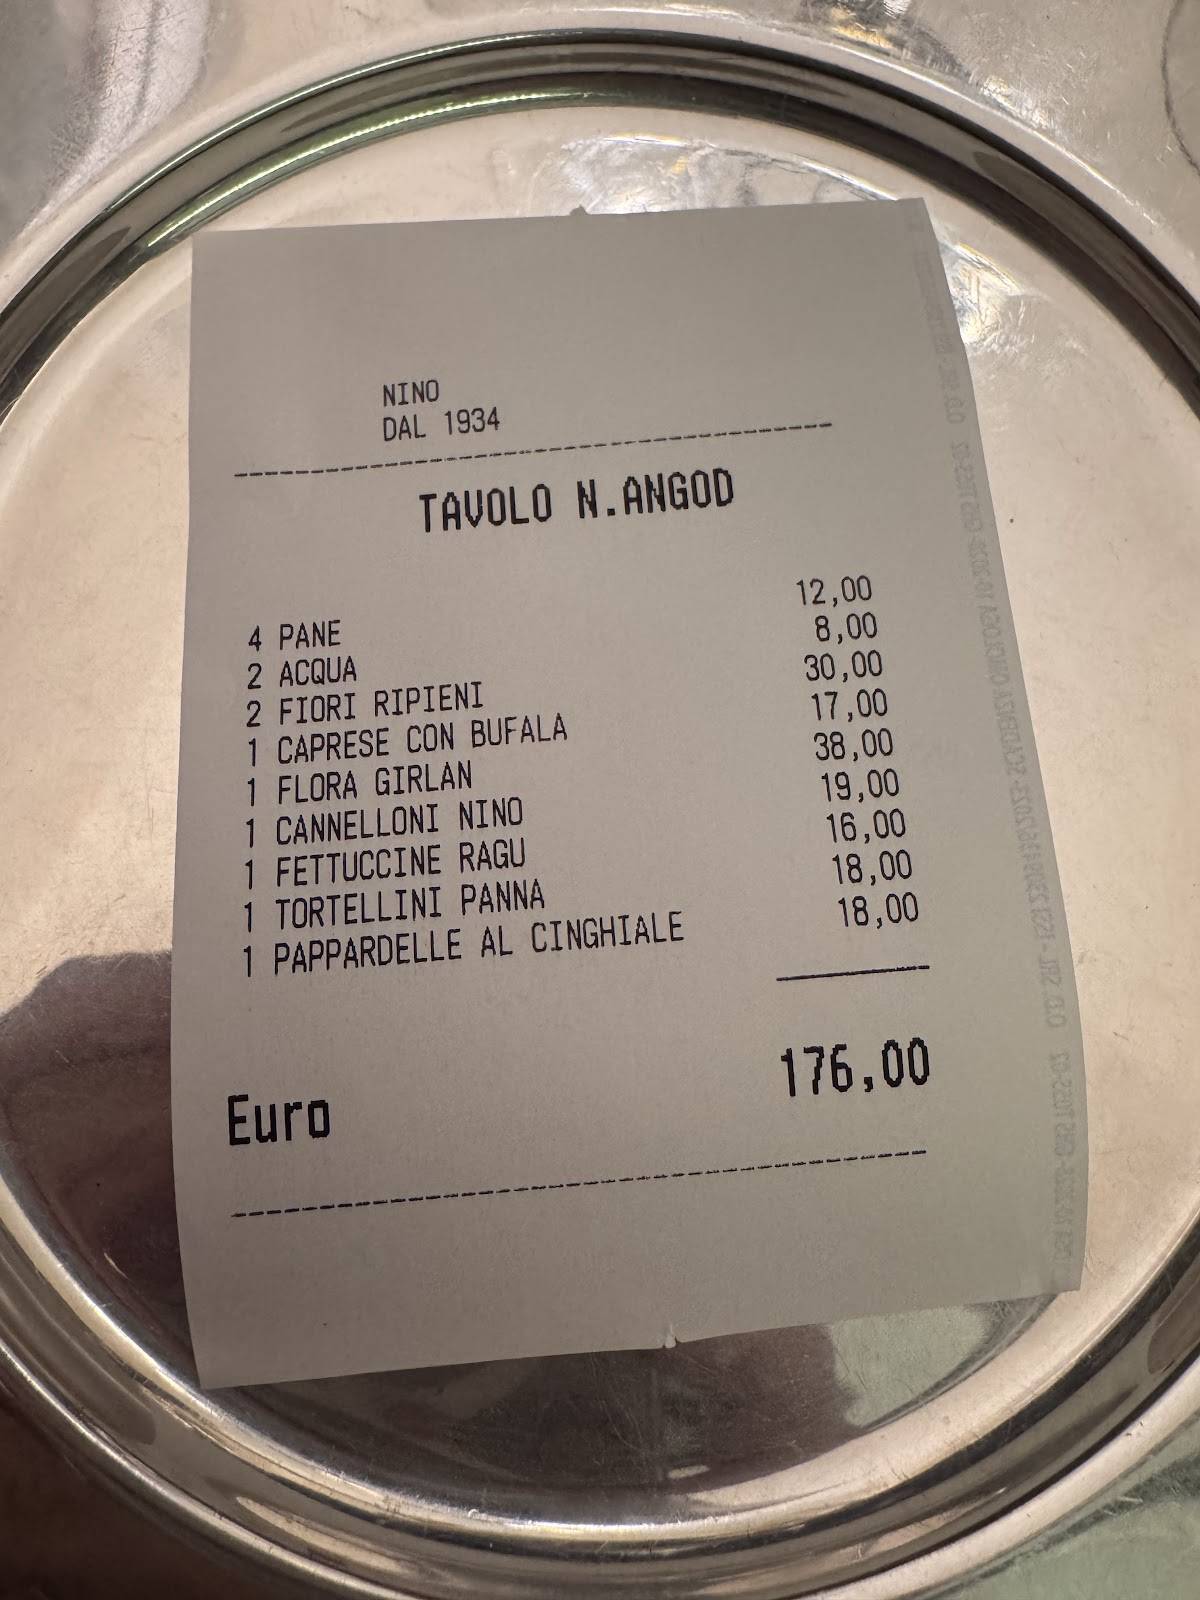 NINO
DAL 1934
TAVOLO N.ANGOD
4 PANE 12,00
2 ACQUA 8,00
2 FIORI RIPIENI 30,00
1 CAPRESE CON BUFALA 17,00
1 FLORA GIRLAN 38,00
1 CANNELLONI NINO 19,00
1 FETTUCCINE RAGU 16,00
1 TORTELLINI PANNA 18,00
1 PAPPARDELLE AL CINGHIALE 18,00
Euro 176,00